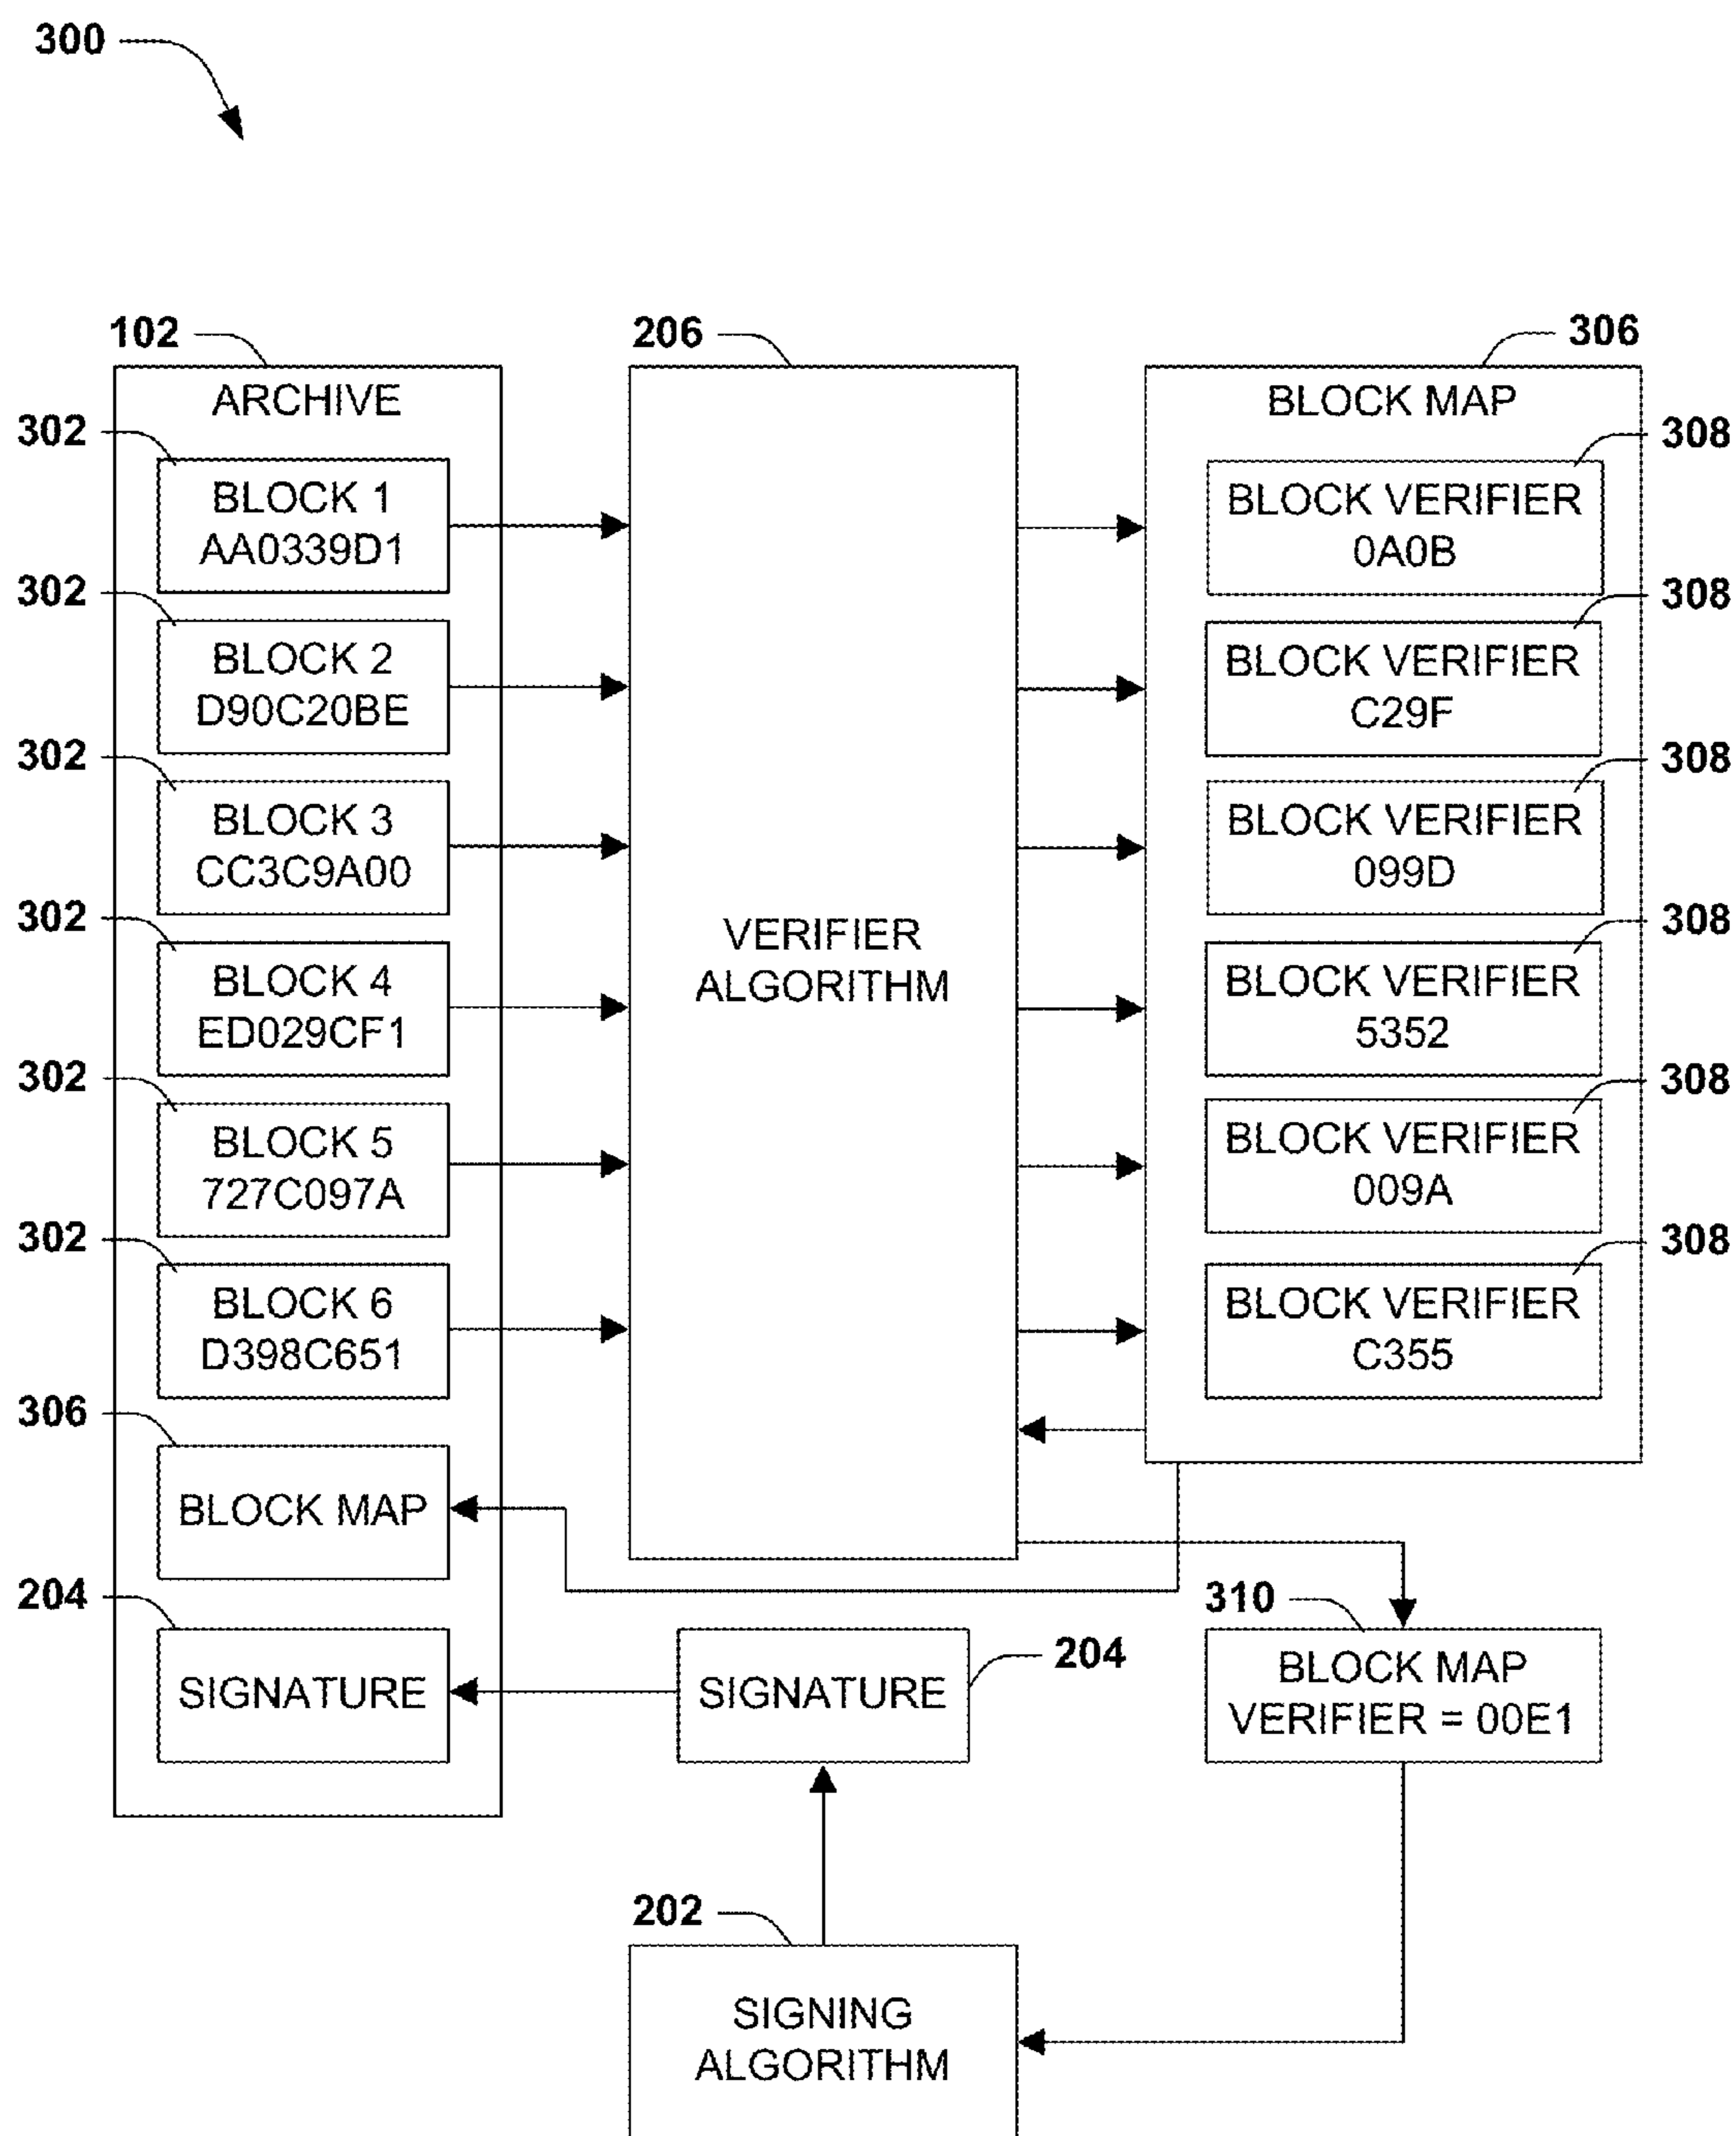 300
102
206
306
ARCHIVE
BLOCK MAP
302
308
BLOCK 1
AA0339D1
BLOCK VERIFIER
0A0B
302
308
BLOCK 2
D90C20BE
BLOCK VERIFIER
C29F
302
308
BLOCK 3
CC3C9A00
BLOCK VERIFIER
099D
302
308
VERIFIER
ALGORITHM
BLOCK 4
ED029CF1
BLOCK VERIFIER
5352
302
308
BLOCK 5
727C097A
BLOCK VERIFIER
009A
302
308
BLOCK 6
D398C651
BLOCK VERIFIER
C355
306
BLOCK MAP
204
310
SIGNATURE
SIGNATURE
204
BLOCK MAP
VERIFIER = 00E1
202
SIGNING
ALGORITHM